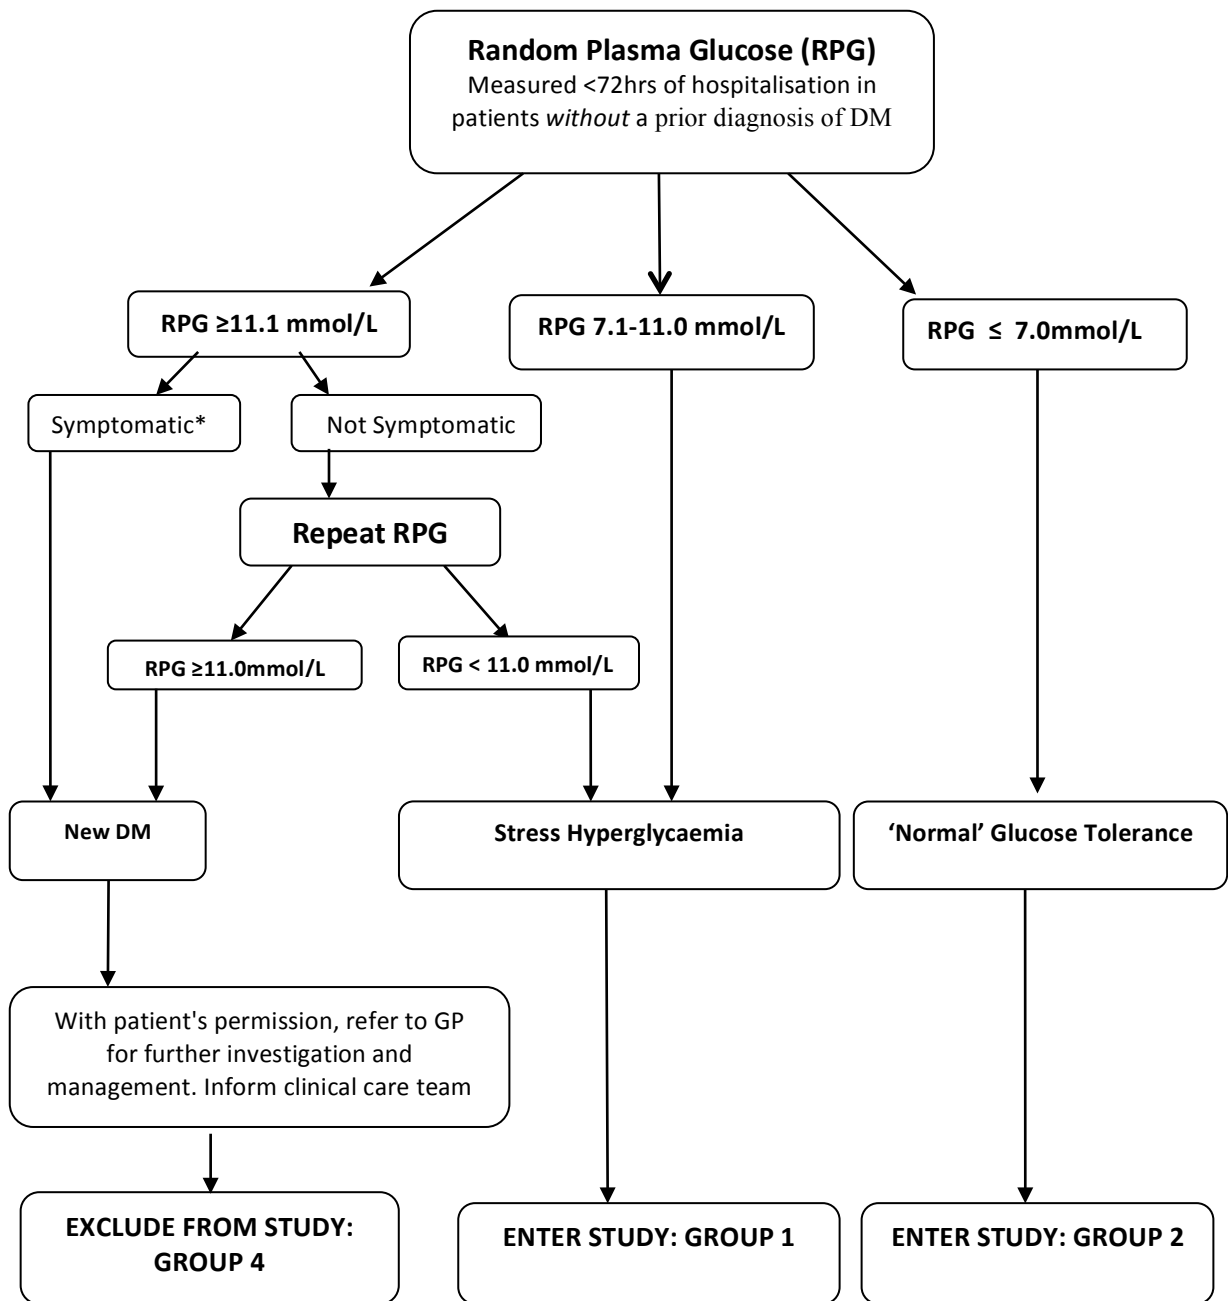 Random Plasma Glucose (RPG)
Measured <72hrs of hospitalisation in
patients without a prior diagnosis of DM
RPG ≥11.1 mmol/L
RPG 7.1-11.0 mmol/L
RPG ≤ 7.0mmol/L
Symptomatic*
Not Symptomatic
Repeat RPG
RPG ≥11.0mmol/L
RPG < 11.0 mmol/L
New DM
Stress Hyperglycaemia
‘Normal’ Glucose Tolerance
With patient's permission, refer to GP
for further investigation and
management. Inform clinical care team
EXCLUDE FROM STUDY:
GROUP 4
ENTER STUDY: GROUP 1
ENTER STUDY: GROUP 2